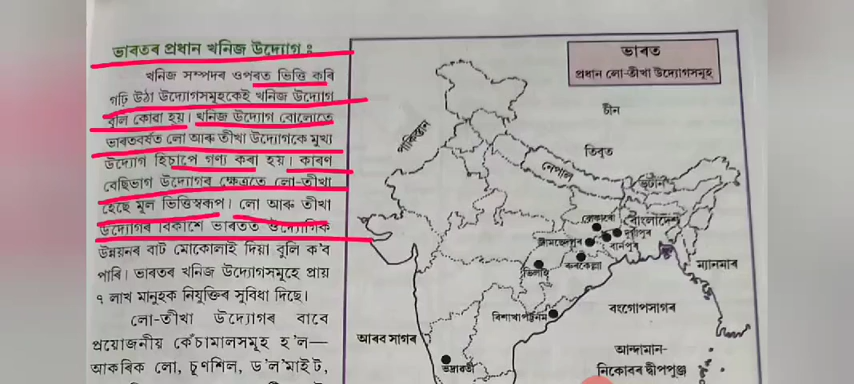 ভাৰতৰ প্ৰধান খনিজ উদ্যোগ :
খনিজ সম্পদৰ ওপৰত ভিত্তি কৰি
গঢ়ি উঠা উদ্যোগসমূহকেই খনিজ উদ্যোগ
বুলি কোৱা হয়। খনিজ উদ্যোগ বোলোতে
ভাৰতবৰ্ষত লো আৰু তীখা উদ্যোগকে মুখ্য
উদ্যোগ হিচাপে গণ্য কৰা হয়। কাৰণ
বেছিভাগ উদ্যোগৰ ক্ষেত্ৰতে লো-তীখা
হৈছে মূল ভিত্তিস্বৰূপ। লো আৰু তীখা
উদ্যোগৰ বিকাশে ভাৰতত ঔদ্যোগিক
উন্নয়নৰ বাট মোকোলাই দিয়া বুলি ক'ব
পাৰি। ভাৰতৰ খনিজ উদ্যোগসমূহে প্ৰায়
৭ লাখ মানুহক নিযুক্তিৰ সুবিধা দিছে।
লো-তীখা উদ্যোগৰ বাবে
প্ৰয়োজনীয় কেঁচামালসমূহ হ'ল—
আকৰিক লো, চূণশিল, ড'ল'মাইট,
ভাৰত
প্ৰধান লো-তীখা উদ্যোগসমূহ
চীন
পাকিস্তান
তিব্বত
নেপাল
ভূটান
বোকাৰো
বাংলাদেশ
দুৰ্গাপুৰ
জামছেদপুৰ
বাৰ্নপুৰ
ৰুৰকেল্লা
ভিলাই
ম্যানমাৰ
বিশাখাপট্টনম
বংগোপসাগৰ
আৰব সাগৰ
ভদ্ৰাৱতী
আন্দামান-
নিকোবৰ দ্বীপপুঞ্জ